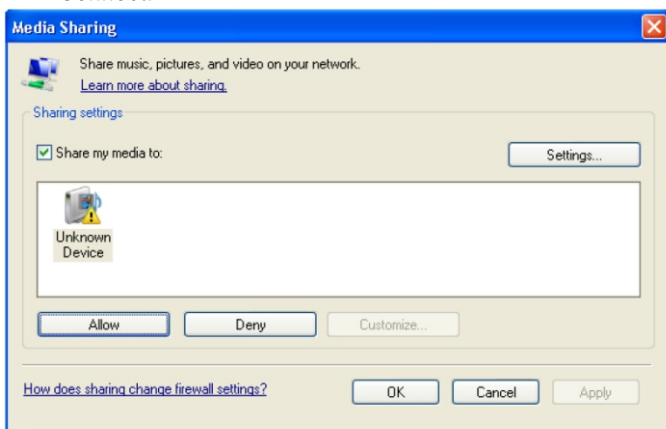 Media Sharing
Share music, pictures, and video on your network.
Learn more about sharing.
Sharing settings
Share my media to:
Settings...
Unknown
Device
Allow
Deny
Customize...
How does sharing change firewall settings?
OK
Cancel
Apply